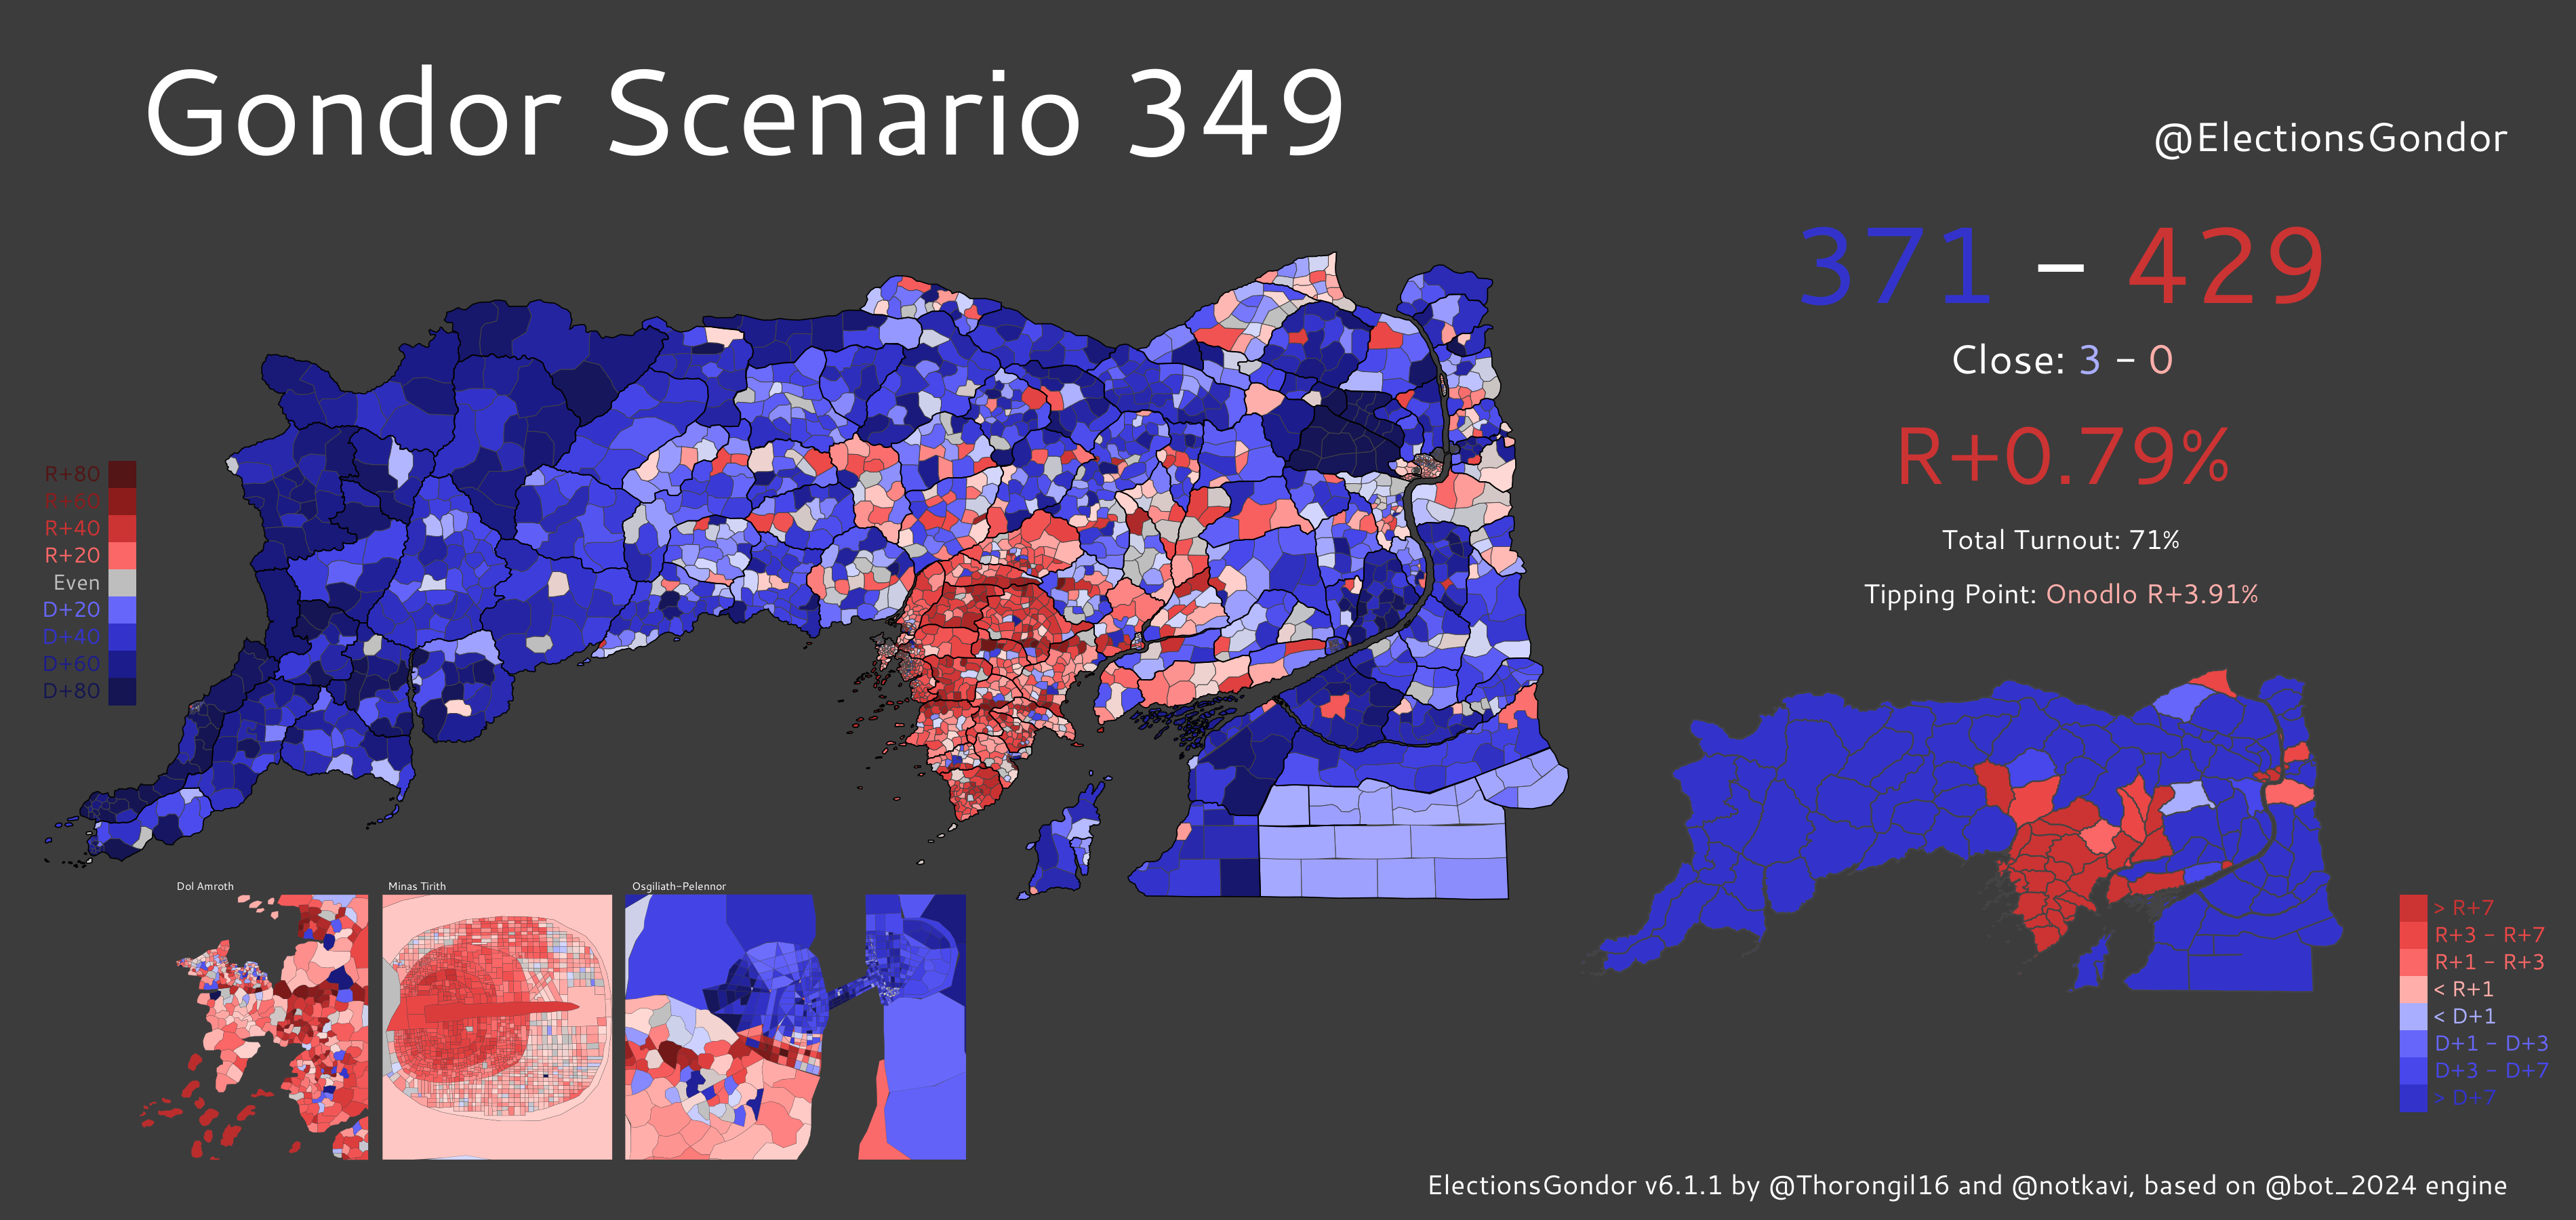 Gondor Scenario 349
@ElectionsGondor
371 – 429
Close: 3 – 0
R+0.79%
Total Turnout: 71%
Tipping Point: Onodlo R+3.91%
R+80
R+60
R+40
R+20
Even
D+20
D+40
D+60
D+80
Dol Amroth
Minas Tirith
Osgiliath-Pelennor
> R+7
R+3 - R+7
R+1 - R+3
< R+1
< D+1
D+1 - D+3
D+3 - D+7
> D+7
ElectionsGondor v6.1.1 by @Thorongil16 and @notkavi, based on @bot_2024 engine